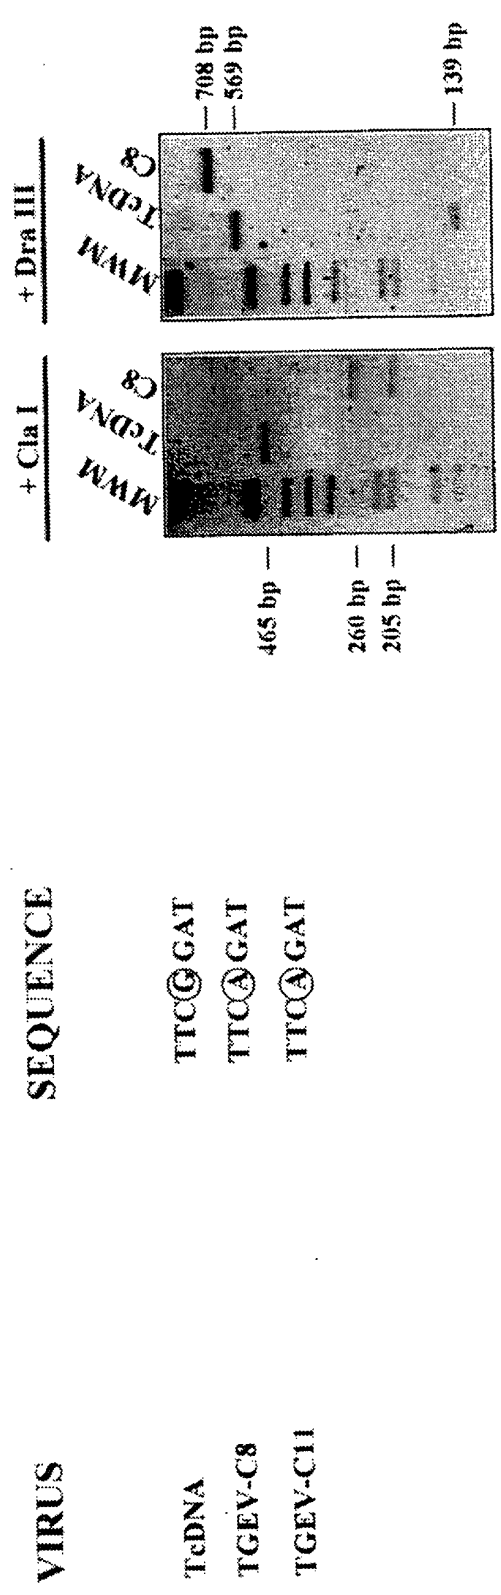 VIRUS SEQUENCE + Cla I + Dra III
MWM TcDNA C8 MWM TcDNA C8
TcDNA TTCGGAT
TGEV-C8 TTCAGAT
TGEV-C11 TTCAGAT
465 bp
260 bp
205 bp
708 bp
569 bp
139 bp